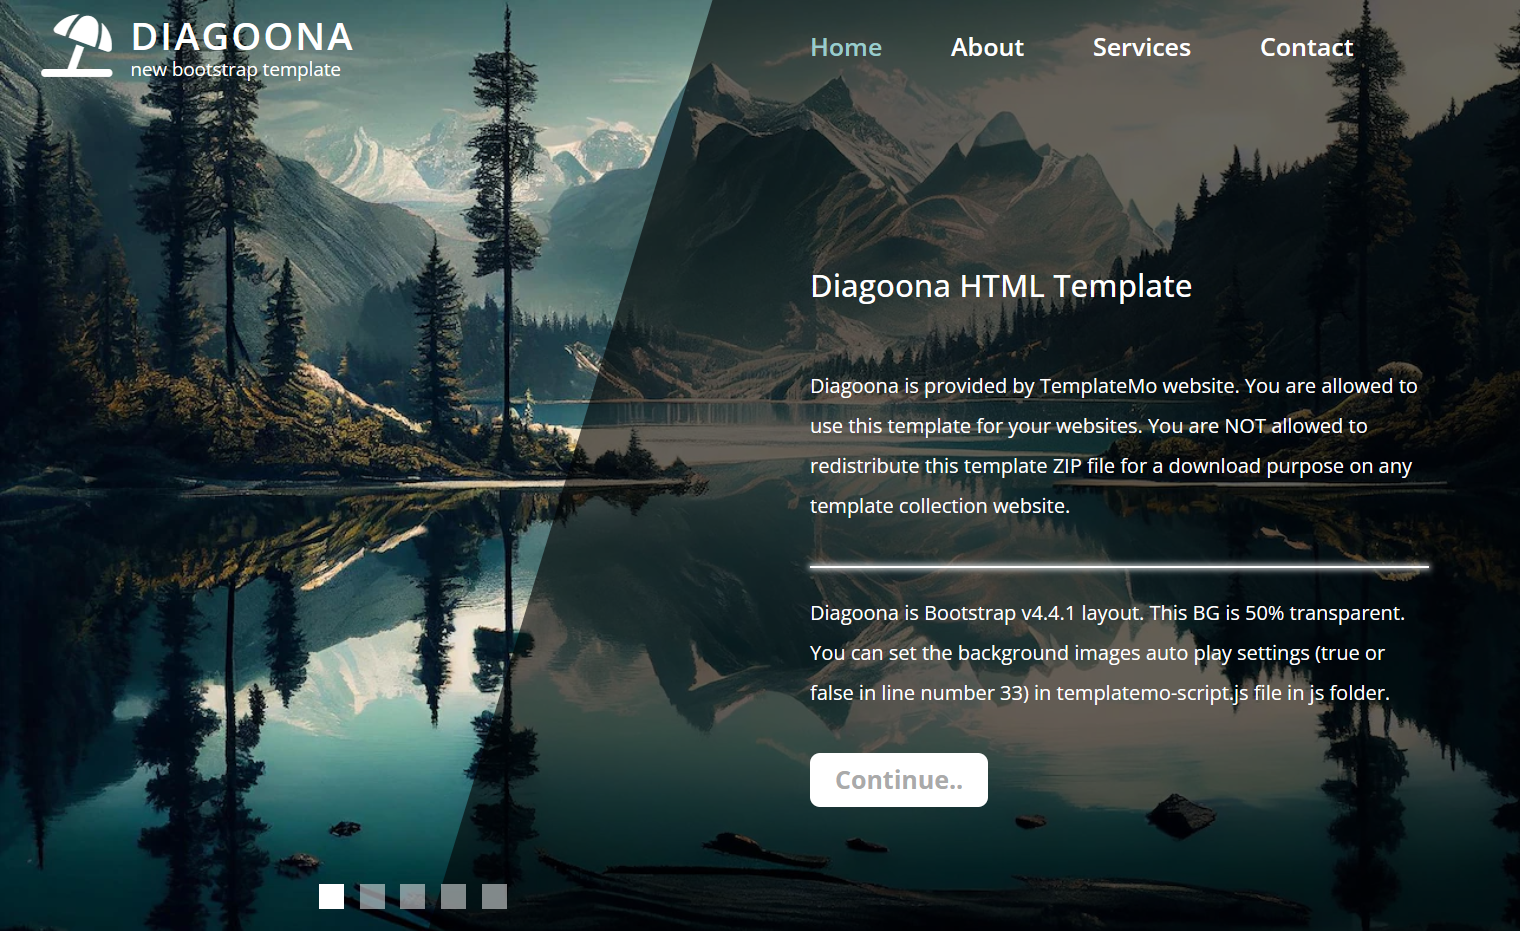 DIAGOONA
new bootstrap template
Home About Services Contact
Diagoona HTML Template
Diagoona is provided by TemplateMo website. You are allowed to
use this template for your websites. You are NOT allowed to
redistribute this template ZIP file for a download purpose on any
template collection website.
Diagoona is Bootstrap v4.4.1 layout. This BG is 50% transparent.
You can set the background images auto play settings (true or
false in line number 33) in templatemo-script.js file in js folder.
Continue..